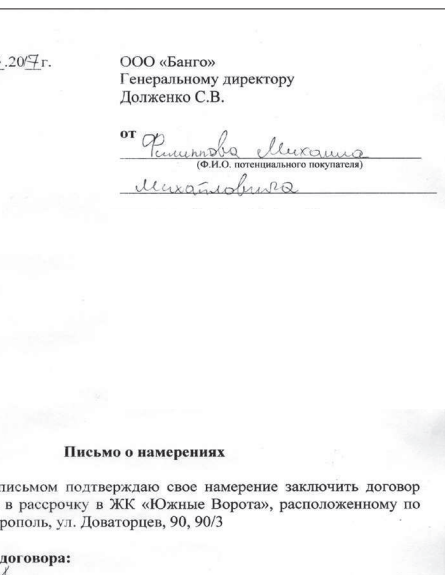 .2017г.
ООО «Банго»
Генеральному директору
Долженко С.В.
от Филиппова Михаила
(Ф.И.О. потенциального покупателя)
Михайловича
Письмо о намерениях
письмом подтверждаю свое намерение заключить договор
в рассрочку в ЖК «Южные Ворота», расположенному по
рополь, ул. Доваторцев, 90, 90/3
договора: